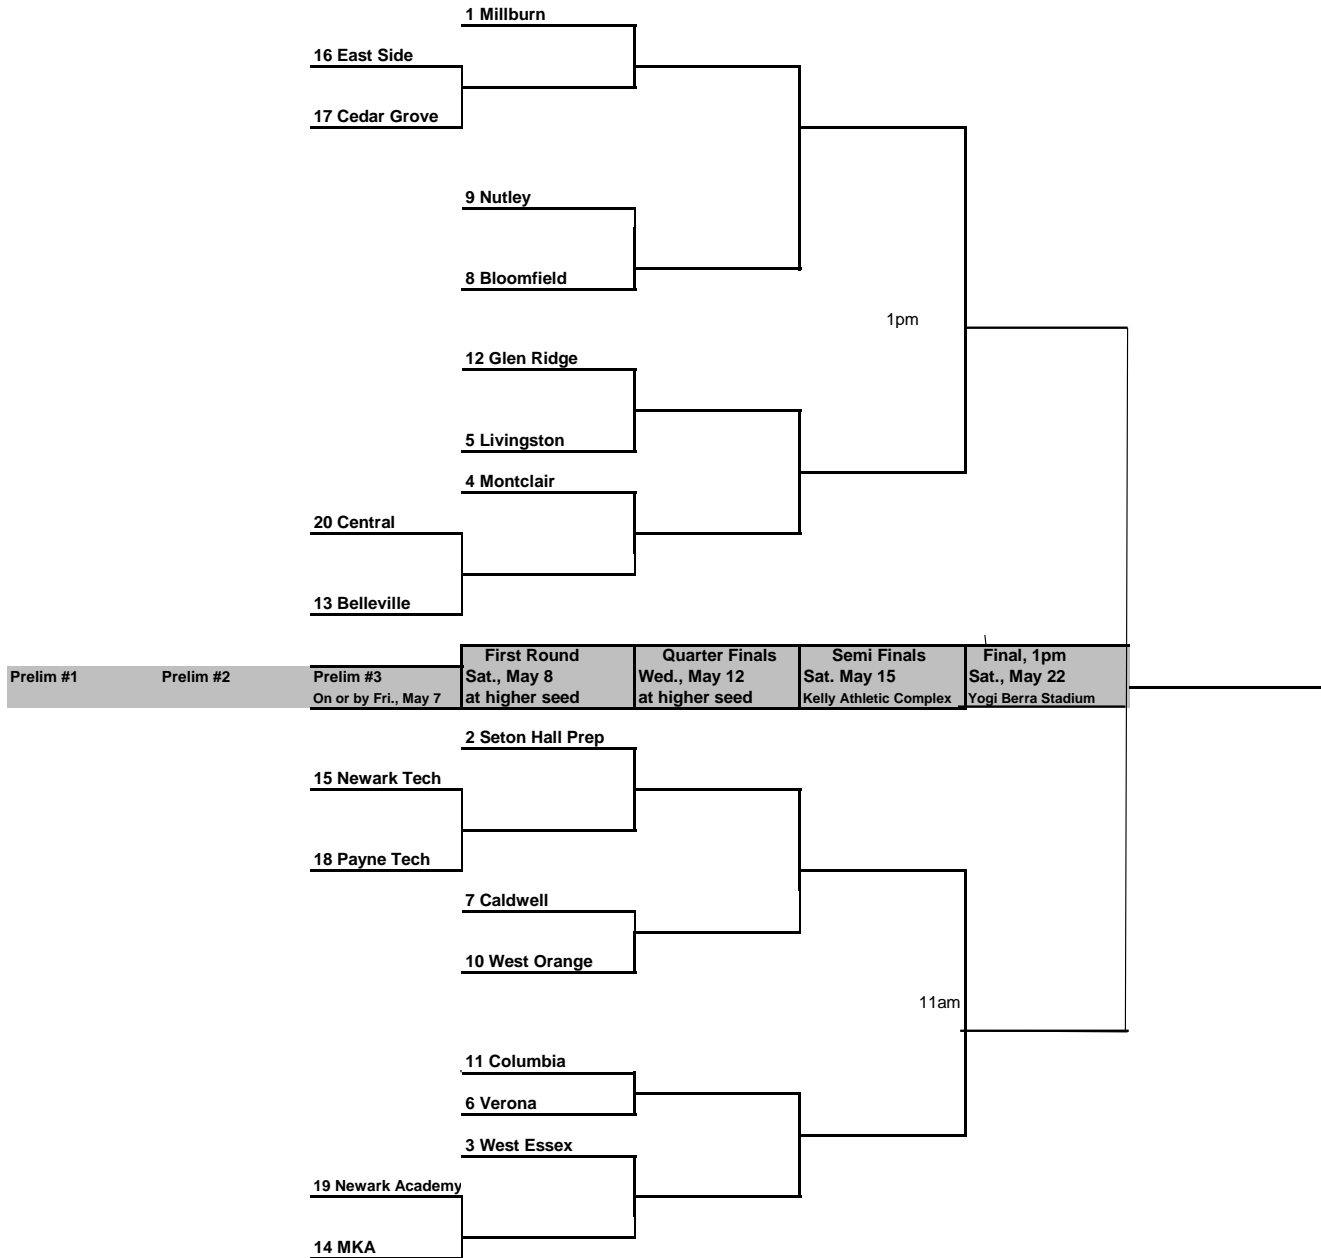 1 Millburn
16 East Side
17 Cedar Grove
9 Nutley
8 Bloomfield
1pm
12 Glen Ridge
5 Livingston
4 Montclair
20 Central
13 Belleville
First Round Quarter Finals Semi Finals Final, 1pm
Prelim #1 Prelim #2 Prelim #3 Sat., May 8 Wed., May 12 Sat. May 15 Sat., May 22
On or by Fri., May 7 at higher seed at higher seed Kelly Athletic Complex Yogi Berra Stadium
2 Seton Hall Prep
15 Newark Tech
18 Payne Tech
7 Caldwell
10 West Orange
11am
11 Columbia
6 Verona
3 West Essex
19 Newark Academy
14 MKA